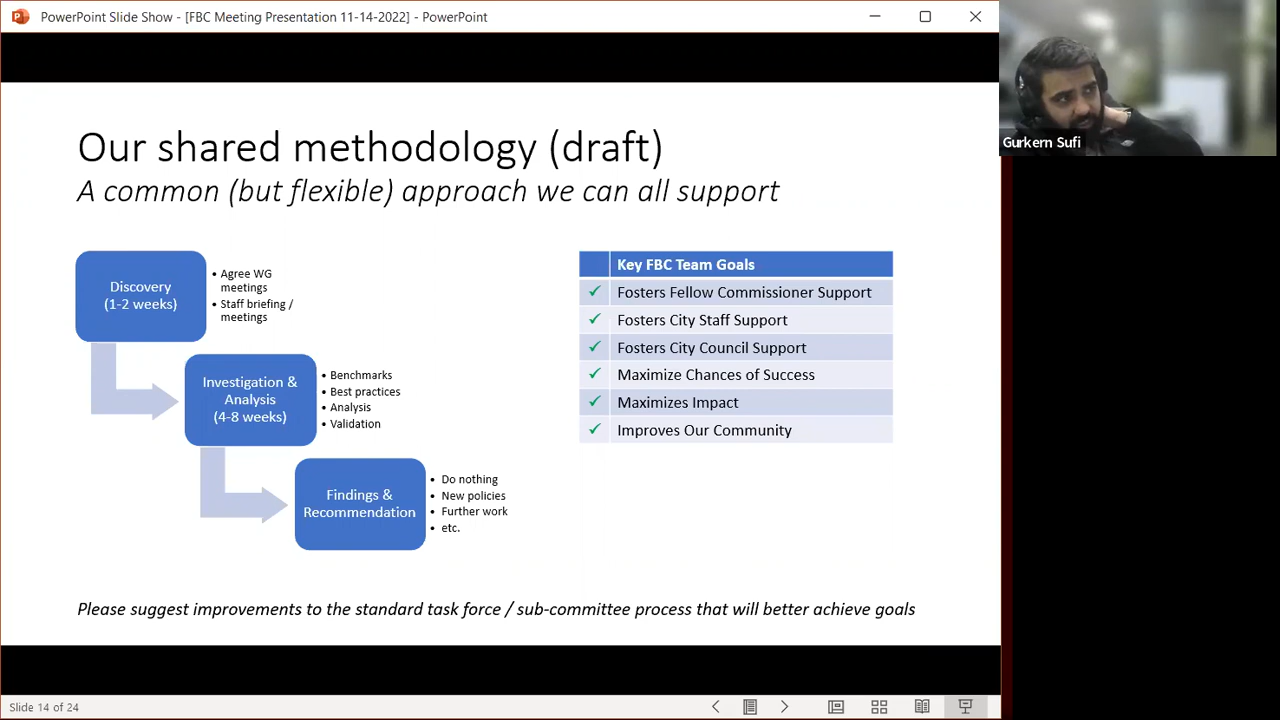 PowerPoint Slide Show - [FBC Meeting Presentation 11-14-2022] - PowerPoint
Gurkern Sufi
Our shared methodology (draft)
A common (but flexible) approach we can all support
Discovery
(1-2 weeks)
• Agree WG
meetings
• Staff briefing /
meetings
Investigation &
Analysis
(4-8 weeks)
• Benchmarks
• Best practices
• Analysis
• Validation
Findings &
Recommendation
• Do nothing
• New policies
• Further work
• etc.
Key FBC Team Goals
✓ Fosters Fellow Commissioner Support
✓ Fosters City Staff Support
✓ Fosters City Council Support
✓ Maximize Chances of Success
✓ Maximizes Impact
✓ Improves Our Community
Please suggest improvements to the standard task force / sub-committee process that will better achieve goals
Slide 14 of 24